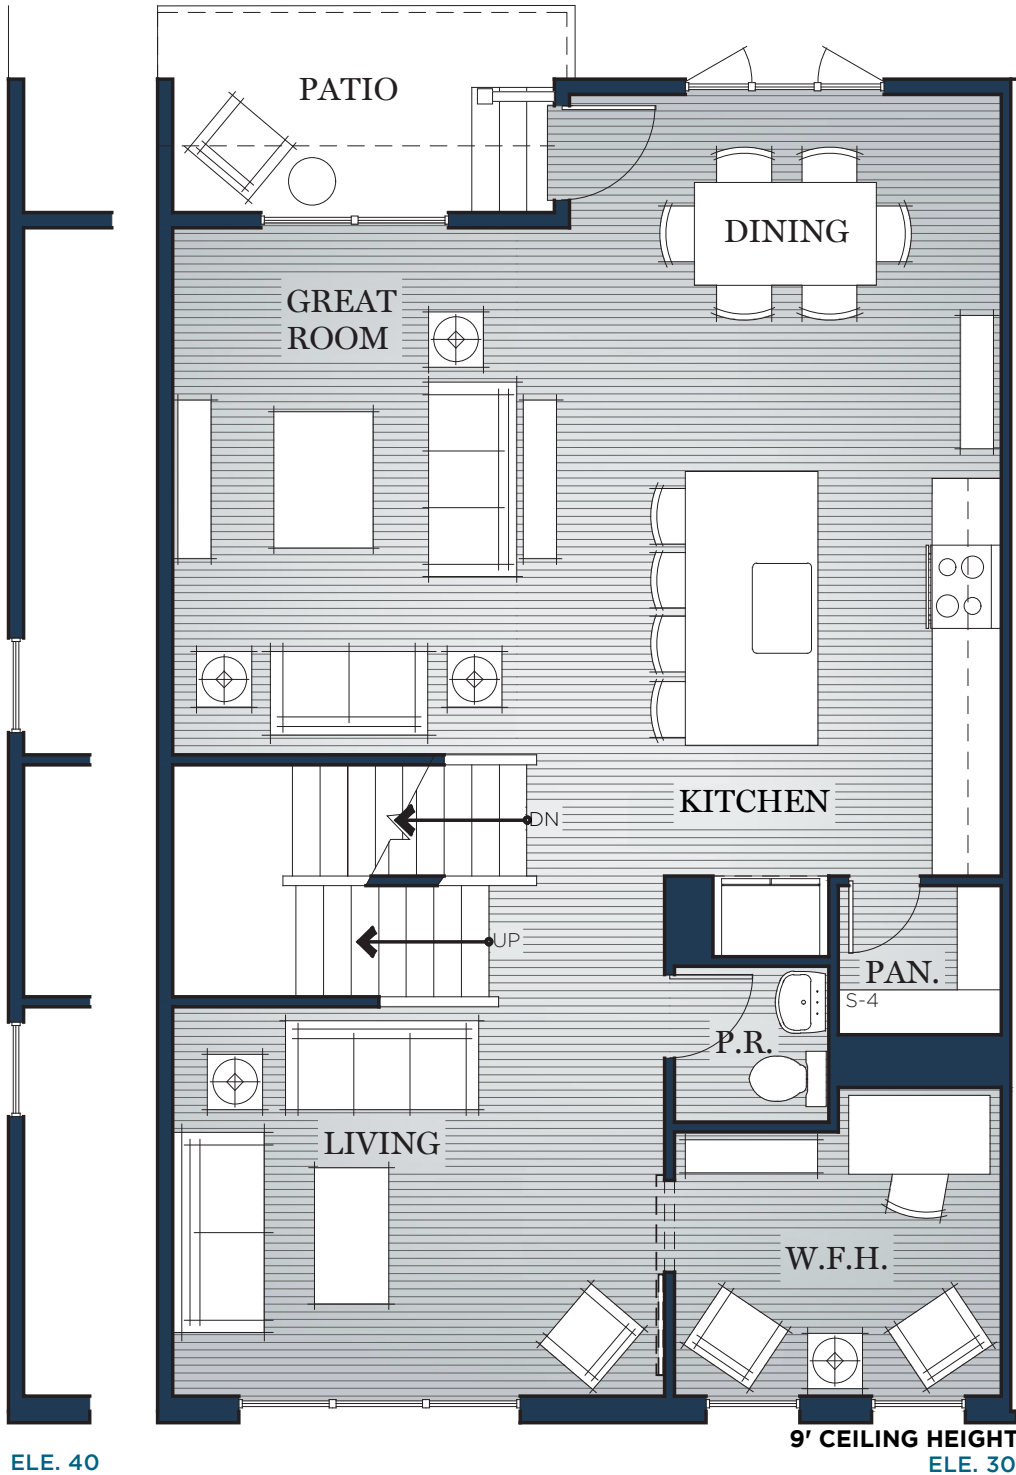 PATIO
DINING
GREAT
ROOM
KITCHEN
DN
UP
PAN.
S-4
P.R.
LIVING
W.F.H.
9' CEILING HEIGHT
ELE. 40
ELE. 30